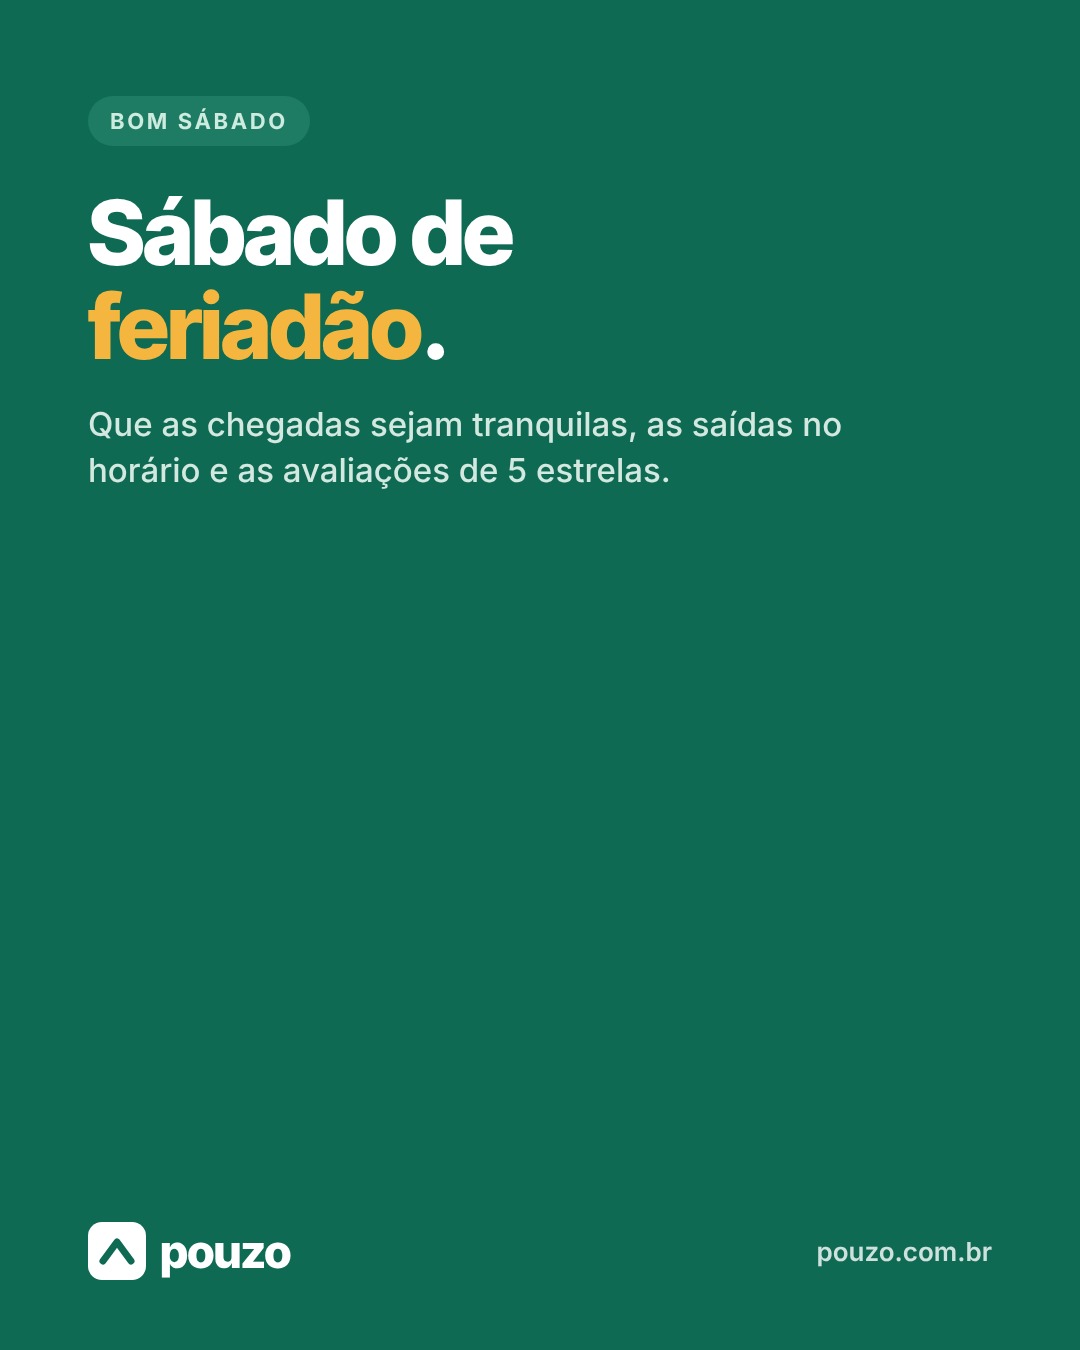 BOM SÁBADO
Sábado de
feriadão.
Que as chegadas sejam tranquilas, as saídas no
horário e as avaliações de 5 estrelas.
pouzo
pouzo.com.br